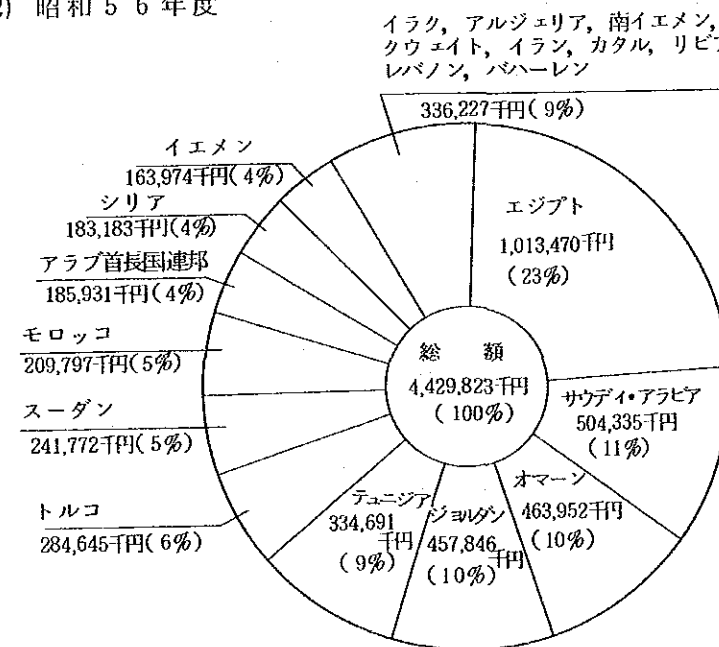 2) 昭和56年度
イラク, アルジェリア, 南イエメン,
クウェイト, イラン, カタル, リビア
レバノン, バハーレン
336,227千円(9%)
イエメン
163,974千円(4%)
シリア
183,183千円(4%)
アラブ首長国連邦
185,931千円(4%)
モロッコ
209,797千円(5%)
スーダン
241,772千円(5%)
トルコ
284,645千円(6%)
エジプト
1,013,470千円
(23%)
総額
4,429,823千円
(100%)
サウディ・アラビア
504,335千円
(11%)
オマーン
463,952千円
(10%)
ジョルダン
457,846千円
(10%)
テュニジア
334,691
千円
(9%)